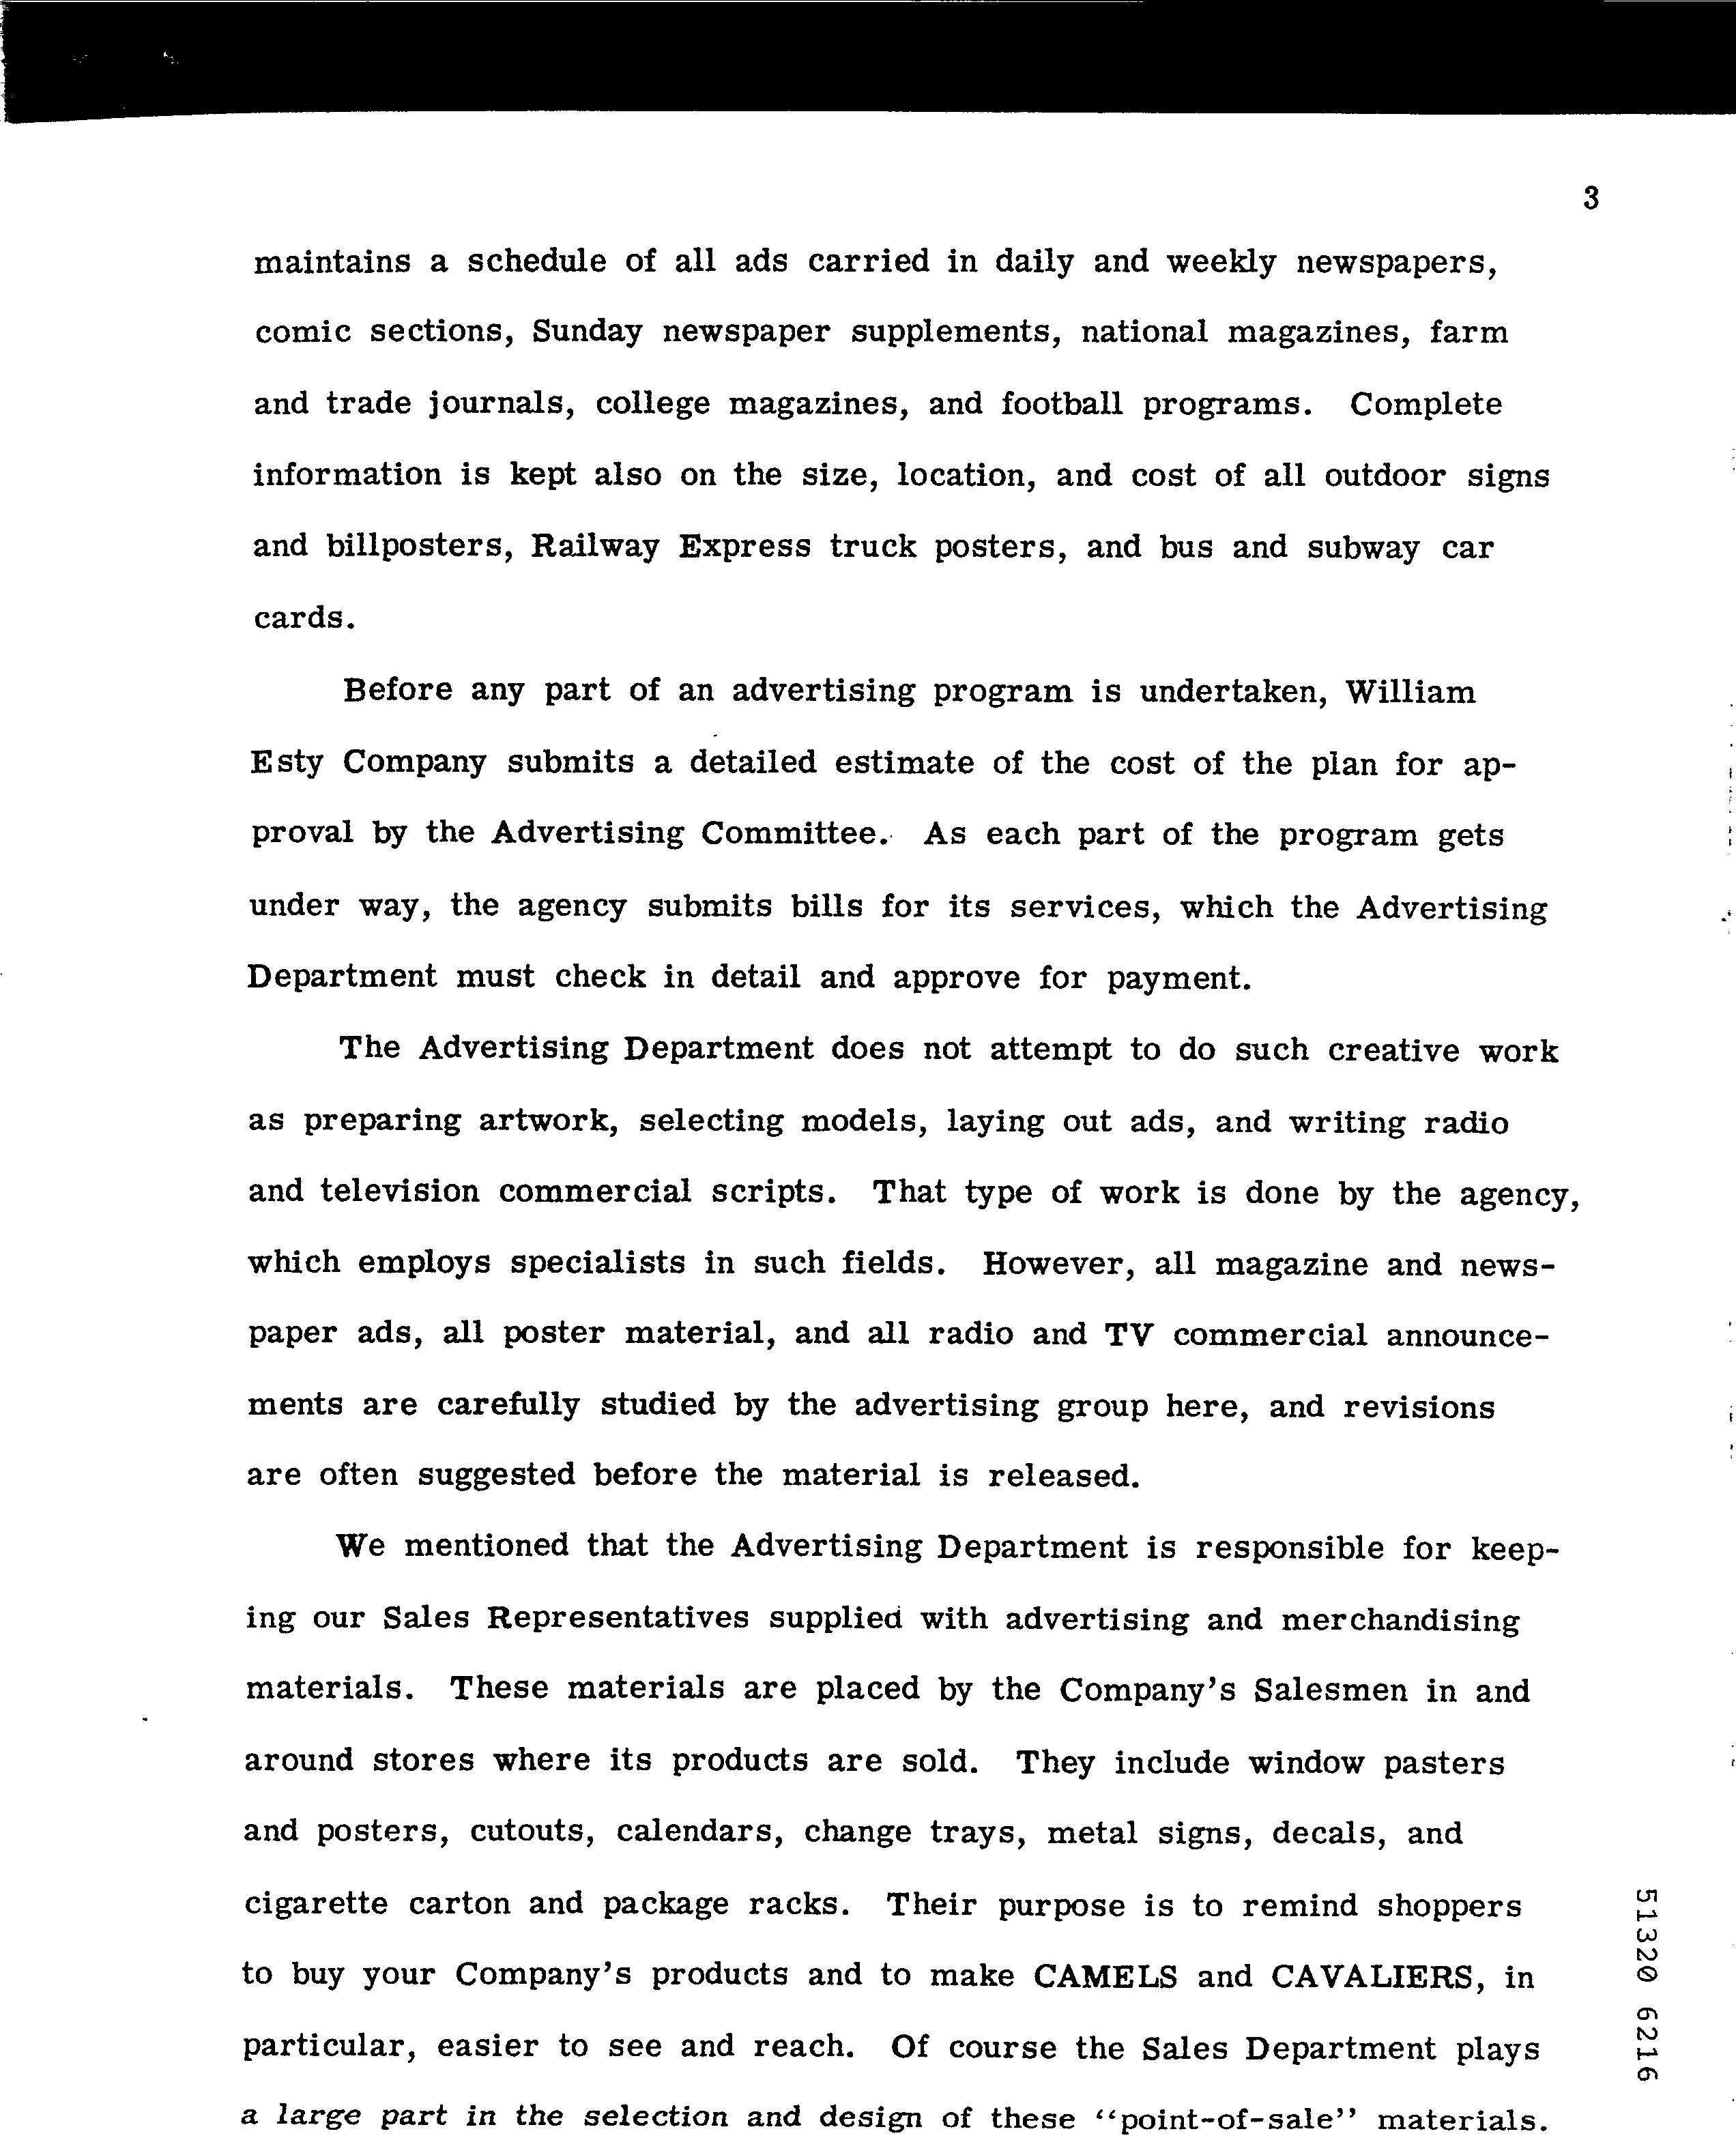 3
maintains a schedule of all ads carried in daily and weekly newspapers,
comic sections, Sunday newspaper supplements, national magazines, farm
and trade journals, college magazines, and football programs. Complete
information is kept also on the size, location, and cost of all outdoor signs
and billposters, Railway Express truck posters, and bus and subway car
cards.
Before any part of an advertising program is undertaken, William
Esty Company submits a detailed estimate of the cost of the plan for ap-
proval by the Advertising Committee. As each part of the program gets
under way, the agency submits bills for its services, which the Advertising
Department must check in detail and approve for payment.
The Advertising Department does not attempt to do such creative work
as preparing artwork, selecting models, laying out ads, and writing radio
and television commercial scripts. That type of work is done by the agency,
which employs specialists in such fields. However, all magazine and news-
paper ads, all poster material, and all radio and TV commercial announce-
ments are carefully studied by the advertising group here, and revisions
are often suggested before the material is released.
We mentioned that the Advertising Department is responsible for keep-
ing our Sales Representatives supplied with advertising and merchandising
materials. These materials are placed by the Company's Salesmen in and
around stores where its products are sold. They include window pasters
and posters, cutouts, calendars, change trays, metal signs, decals, and
cigarette carton and package racks. Their purpose is to remind shoppers
to buy your Company's products and to make CAMELS and CAVALIERS, in
particular, easier to see and reach. Of course the Sales Department plays
a large part in the selection and design of these “point-of-sale” materials.
51320 6216